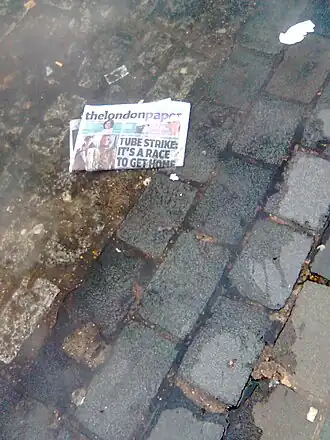 thelondonpaper
TUBE STRIKE:
IT'S A RACE
TO GET HOME